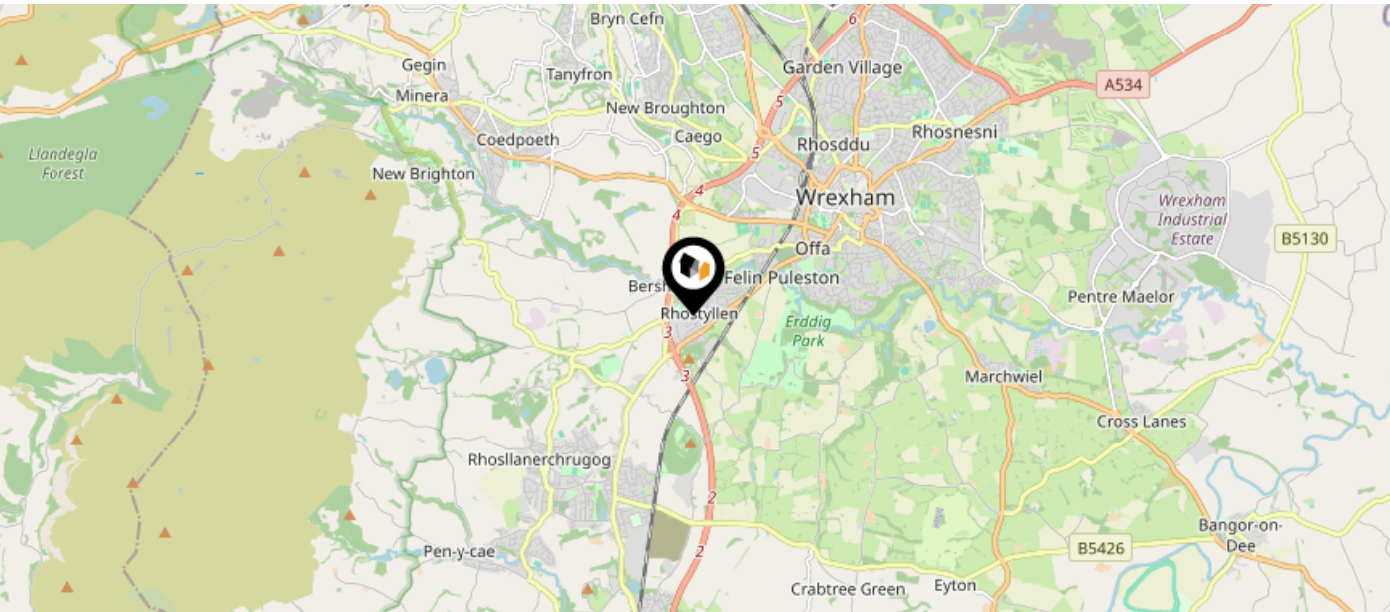 Bryn Cefn
6
Gegin
Tanyfron
Garden Village
A534
Minera
New Broughton
5
Coedpoeth
Caego
Rhosnesni
Rhosddu
5
Llandegla
Forest
New Brighton
4
Wrexham
Wrexham
Industrial
Estate
4
B5130
Offa
Felin Puleston
Bersh
Pentre Maelor
Rhostyllen
Erddig
Park
3
3
Marchwiel
Cross Lanes
Rhosllanerchrugog
2
Bangor-on-
Dee
Pen-y-cae
2
B5426
Crabtree Green
Eyton